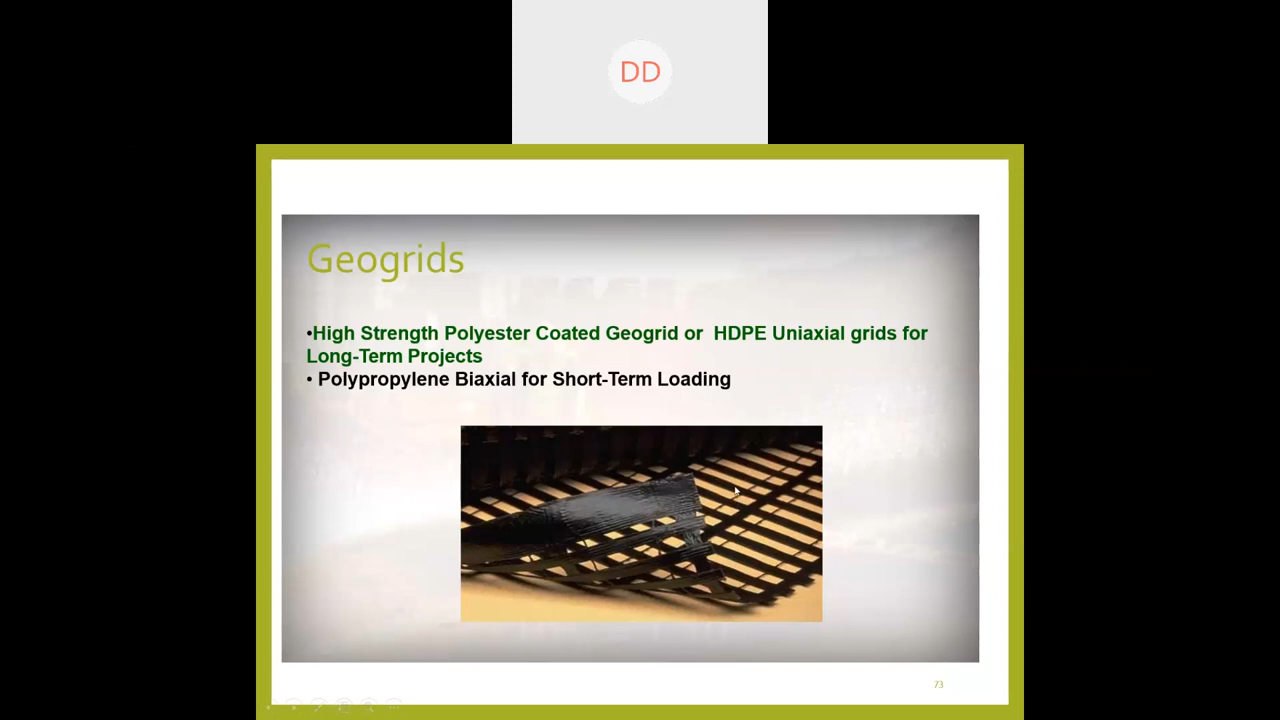 DD
Geogrids
•High Strength Polyester Coated Geogrid or  HDPE Uniaxial grids for
Long-Term Projects
• Polypropylene Biaxial for Short-Term Loading
73